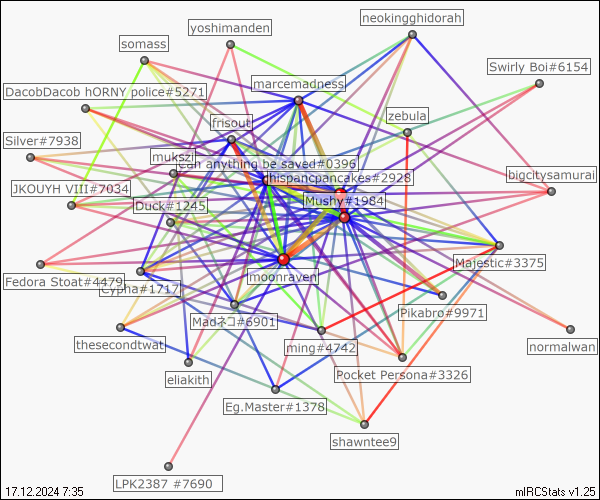 neokingghidorah
yoshimanden
somass
Swirly Boi#6154
marcemadness
DacobDacob hORNY police#5271
zebula
frisout
Silver#7938
mukszi
can anything be saved#0396
hispancpancakes#2928
bigcitysamurai
JKOUYH VIII#7034
Mushy#1984
Duck#1245
Majestic#3375
moonraven
Fedora Stoat#4479
Cypha#1717
Pikabro#9971
Madネコ#6901
thesecondtwat
ming#4742
normalwan
Pocket Persona#3326
eliakith
Eg.Master#1378
shawntee9
LPK2387 #7690
17.12.2024 7:35
mIRCStats v1.25